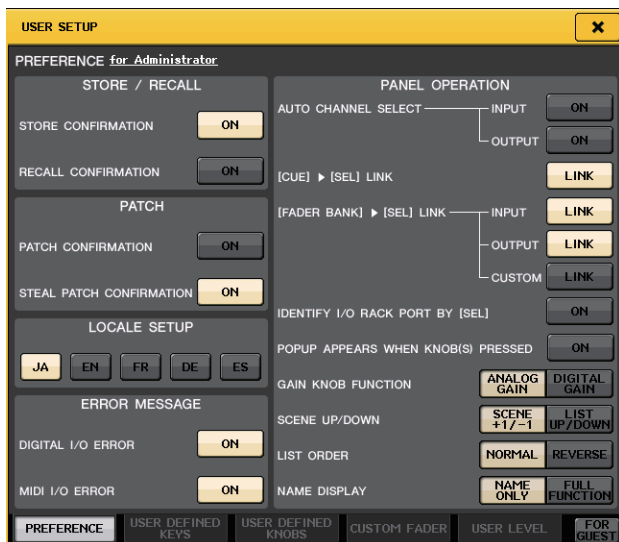 USER SETUP
×
PREFERENCE for Administrator
STORE / RECALL
STORE CONFIRMATION ON
RECALL CONFIRMATION ON
PATCH
PATCH CONFIRMATION ON
STEAL PATCH CONFIRMATION ON
LOCALE SETUP
JA EN FR DE ES
ERROR MESSAGE
DIGITAL I/O ERROR ON
MIDI I/O ERROR ON
PANEL OPERATION
AUTO CHANNEL SELECT INPUT ON
OUTPUT ON
[CUE] ▶ [SEL] LINK LINK
[FADER BANK] ▶ [SEL] LINK INPUT LINK
OUTPUT LINK
CUSTOM LINK
IDENTIFY I/O RACK PORT BY [SEL] ON
POPUP APPEARS WHEN KNOB(S) PRESSED ON
GAIN KNOB FUNCTION ANALOG GAIN DIGITAL GAIN
SCENE UP/DOWN SCENE +1/-1 LIST UP/DOWN
LIST ORDER NORMAL REVERSE
NAME DISPLAY NAME ONLY FULL FUNCTION
PREFERENCE USER DEFINED KEYS USER DEFINED KNOBS CUSTOM FADER USER LEVEL FOR GUEST